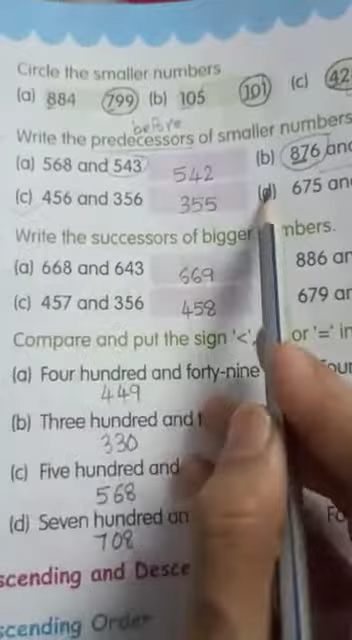 Circle the smaller numbers
(a) 884 799 (b) 105 101 (c) 42
before
Write the predecessors of smaller numbers
(a) 568 and 543 542 (b) 876 and
(c) 456 and 356 355 (d) 675 an
Write the successors of bigger mbers.
(a) 668 and 643 669 886 an
(c) 457 and 356 458 679 ar
Compare and put the sign '<', or '=' in
(a) Four hundred and forty-nine Four
449
(b) Three hundred and
330
(c) Five hundred and
568
(d) Seven hundred an
708
scending and Desce
scending Order